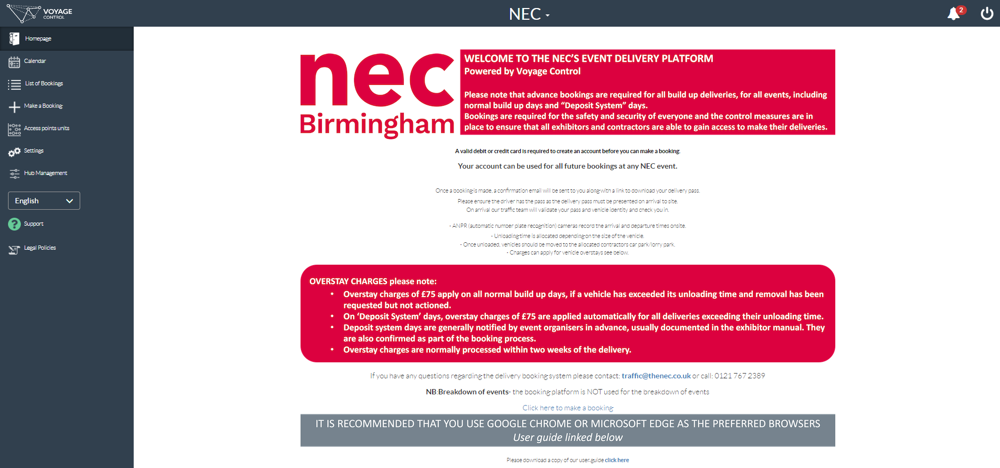 VOYAGE
CONTROL
NEC
2
Homepage
Calendar
List of Bookings
Make a Booking
Access points units
Settings
Hub Management
English
Support
Legal Policies
nec
Birmingham
WELCOME TO THE NEC'S EVENT DELIVERY PLATFORM
Powered by Voyage Control
Please note that advance bookings are required for all build up deliveries, for all events, including
normal build up days and “Deposit System” days.
Bookings are required for the safety and security of everyone and the control measures are in
place to ensure that all exhibitors and contractors are able to gain access to make their deliveries.
A valid debit or credit card is required to create an account before you can make a booking.
Your account can be used for all future bookings at any NEC event.
Once a booking is made, a confirmation email will be sent to you along with a link to download your delivery pass.
Please ensure the driver has the pass as the delivery pass must be presented on arrival to site.
On arrival our traffic team will validate your pass and vehicle identity and check you in.
- ANPR (automatic number plate recognition) cameras record the arrival and departure times onsite.
- Unloading time is allocated depending on the size of the vehicle.
- Once unloaded, vehicles should be moved to the allocated contractors car park/lorry park.
- Charges can apply for vehicle overstays see below.
OVERSTAY CHARGES please note:
• Overstay charges of £75 apply on all normal build up days, if a vehicle has exceeded its unloading time and removal has been
requested but not actioned.
• On ‘Deposit System’ days, overstay charges of £75 are applied automatically for all deliveries exceeding their unloading time.
• Deposit system days are generally notified by event organisers in advance, usually documented in the exhibitor manual. They
are also confirmed as part of the booking process.
• Overstay charges are normally processed within two weeks of the delivery.
If you have any questions regarding the delivery booking system please contact: traffic@thenec.co.uk or call: 0121 767 2389
NB:Breakdown of events- the booking platform is NOT used for the breakdown of events
Click here to make a booking
IT IS RECOMMENDED THAT YOU USE GOOGLE CHROME OR MICROSOFT EDGE AS THE PREFERRED BROWSERS
User guide linked below
Please download a copy of our user guide click here